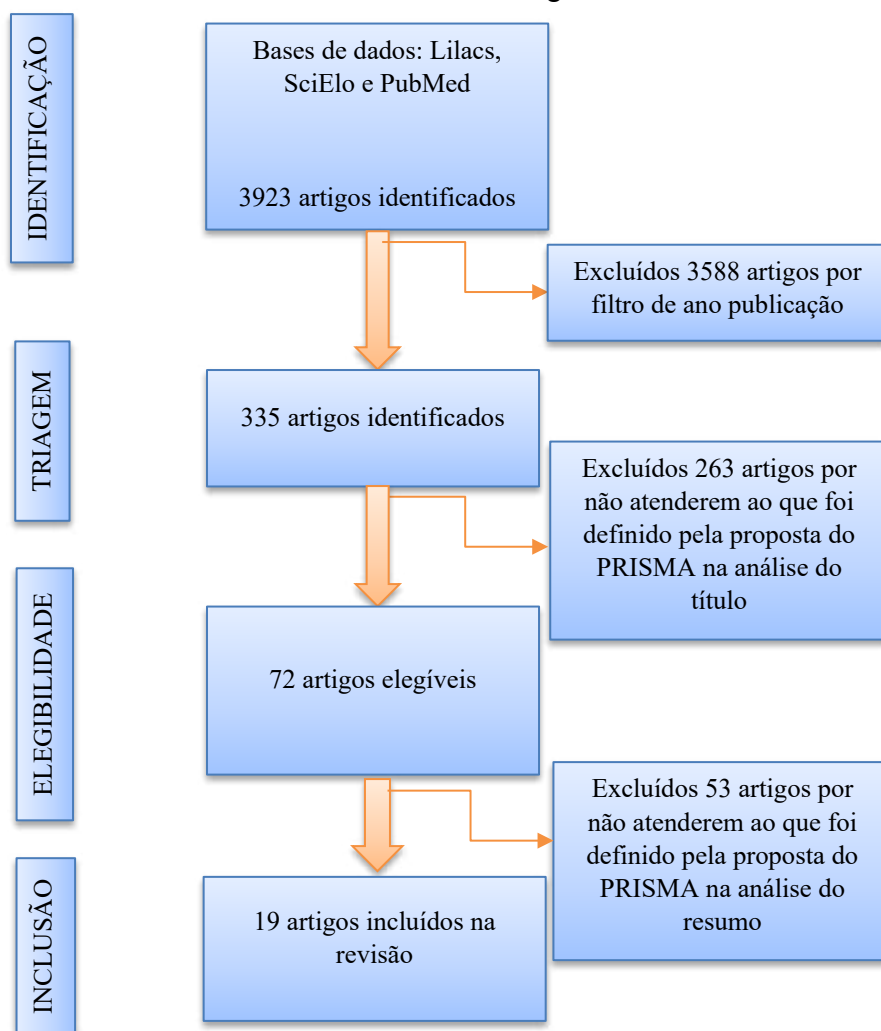 IDENTIFICAÇÃO
Bases de dados: Lilacs,
SciElo e PubMed
3923 artigos identificados
Excluídos 3588 artigos por
filtro de ano publicação
TRIAGEM
335 artigos identificados
Excluídos 263 artigos por
não atenderem ao que foi
definido pela proposta do
PRISMA na análise do
título
ELEGIBILIDADE
72 artigos elegíveis
Excluídos 53 artigos por
não atenderem ao que foi
definido pela proposta do
PRISMA na análise do
resumo
INCLUSÃO
19 artigos incluídos na
revisão